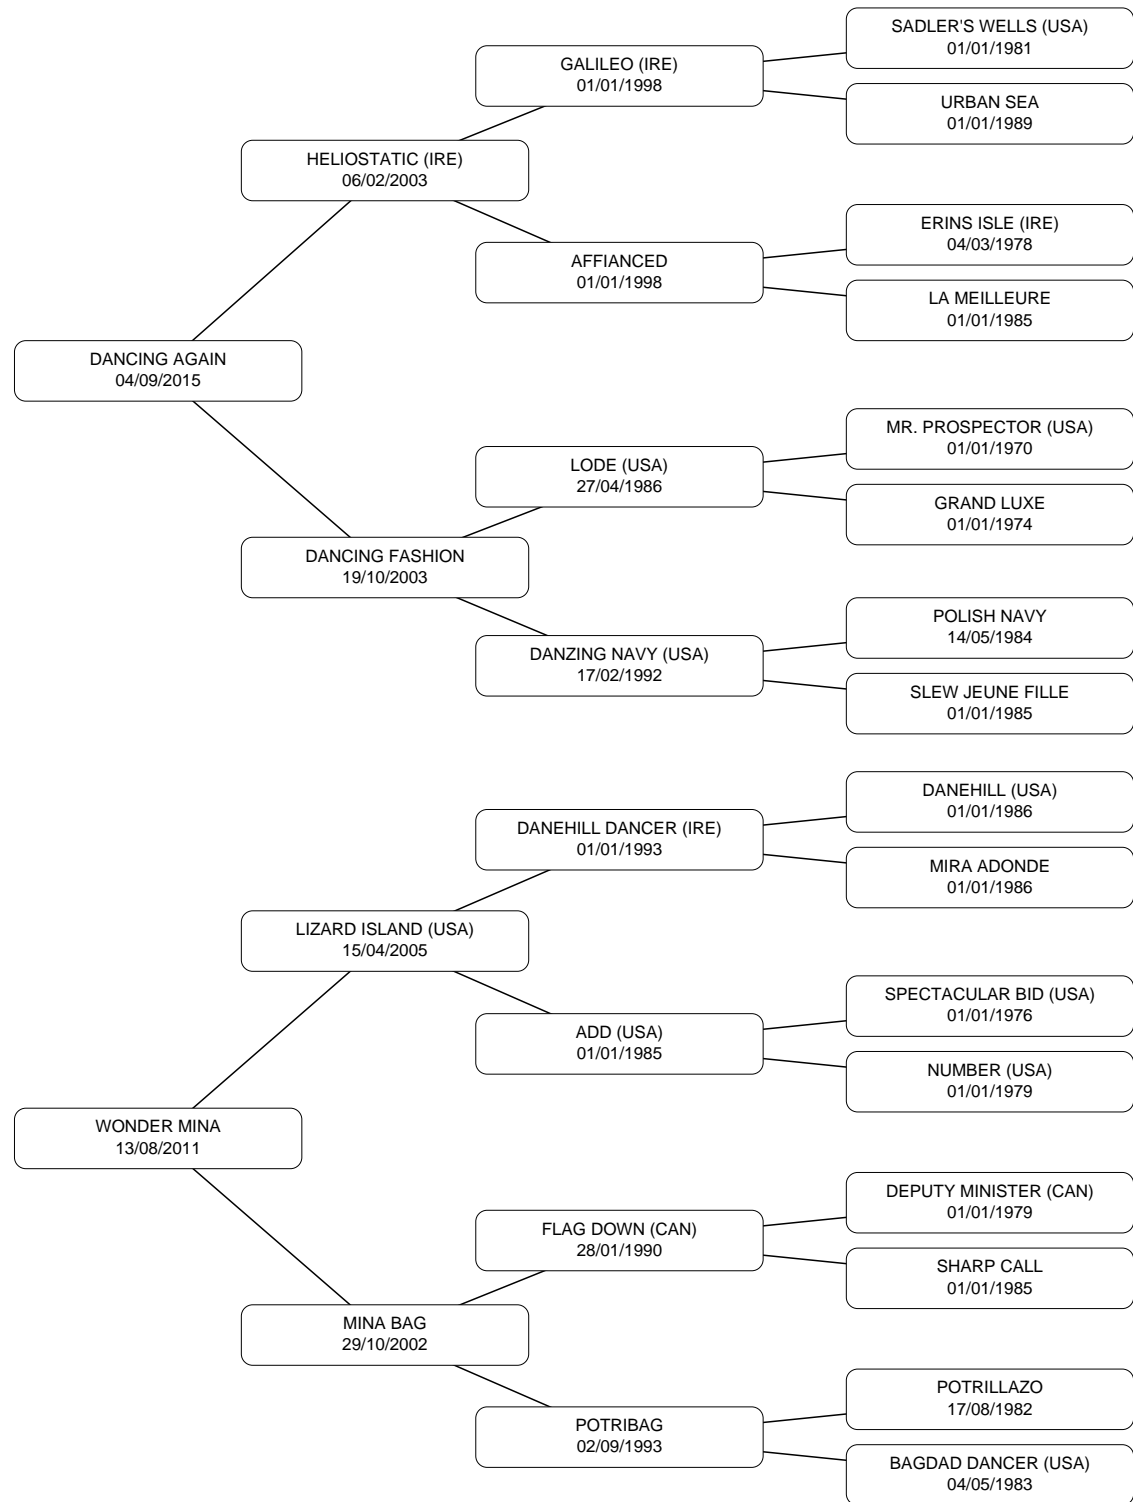 SADLER'S WELLS (USA)
01/01/1981
GALILEO (IRE)
01/01/1998
URBAN SEA
01/01/1989
HELIOSTATIC (IRE)
06/02/2003
ERINS ISLE (IRE)
04/03/1978
AFFIANCED
01/01/1998
LA MEILLEURE
01/01/1985
DANCING AGAIN
04/09/2015
MR. PROSPECTOR (USA)
01/01/1970
LODE (USA)
27/04/1986
GRAND LUXE
01/01/1974
DANCING FASHION
19/10/2003
POLISH NAVY
14/05/1984
DANZING NAVY (USA)
17/02/1992
SLEW JEUNE FILLE
01/01/1985
DANEHILL (USA)
01/01/1986
DANEHILL DANCER (IRE)
01/01/1993
MIRA ADONDE
01/01/1986
LIZARD ISLAND (USA)
15/04/2005
SPECTACULAR BID (USA)
01/01/1976
ADD (USA)
01/01/1985
NUMBER (USA)
01/01/1979
WONDER MINA
13/08/2011
DEPUTY MINISTER (CAN)
01/01/1979
FLAG DOWN (CAN)
28/01/1990
SHARP CALL
01/01/1985
MINA BAG
29/10/2002
POTRILLAZO
17/08/1982
POTRIBAG
02/09/1993
BAGDAD DANCER (USA)
04/05/1983